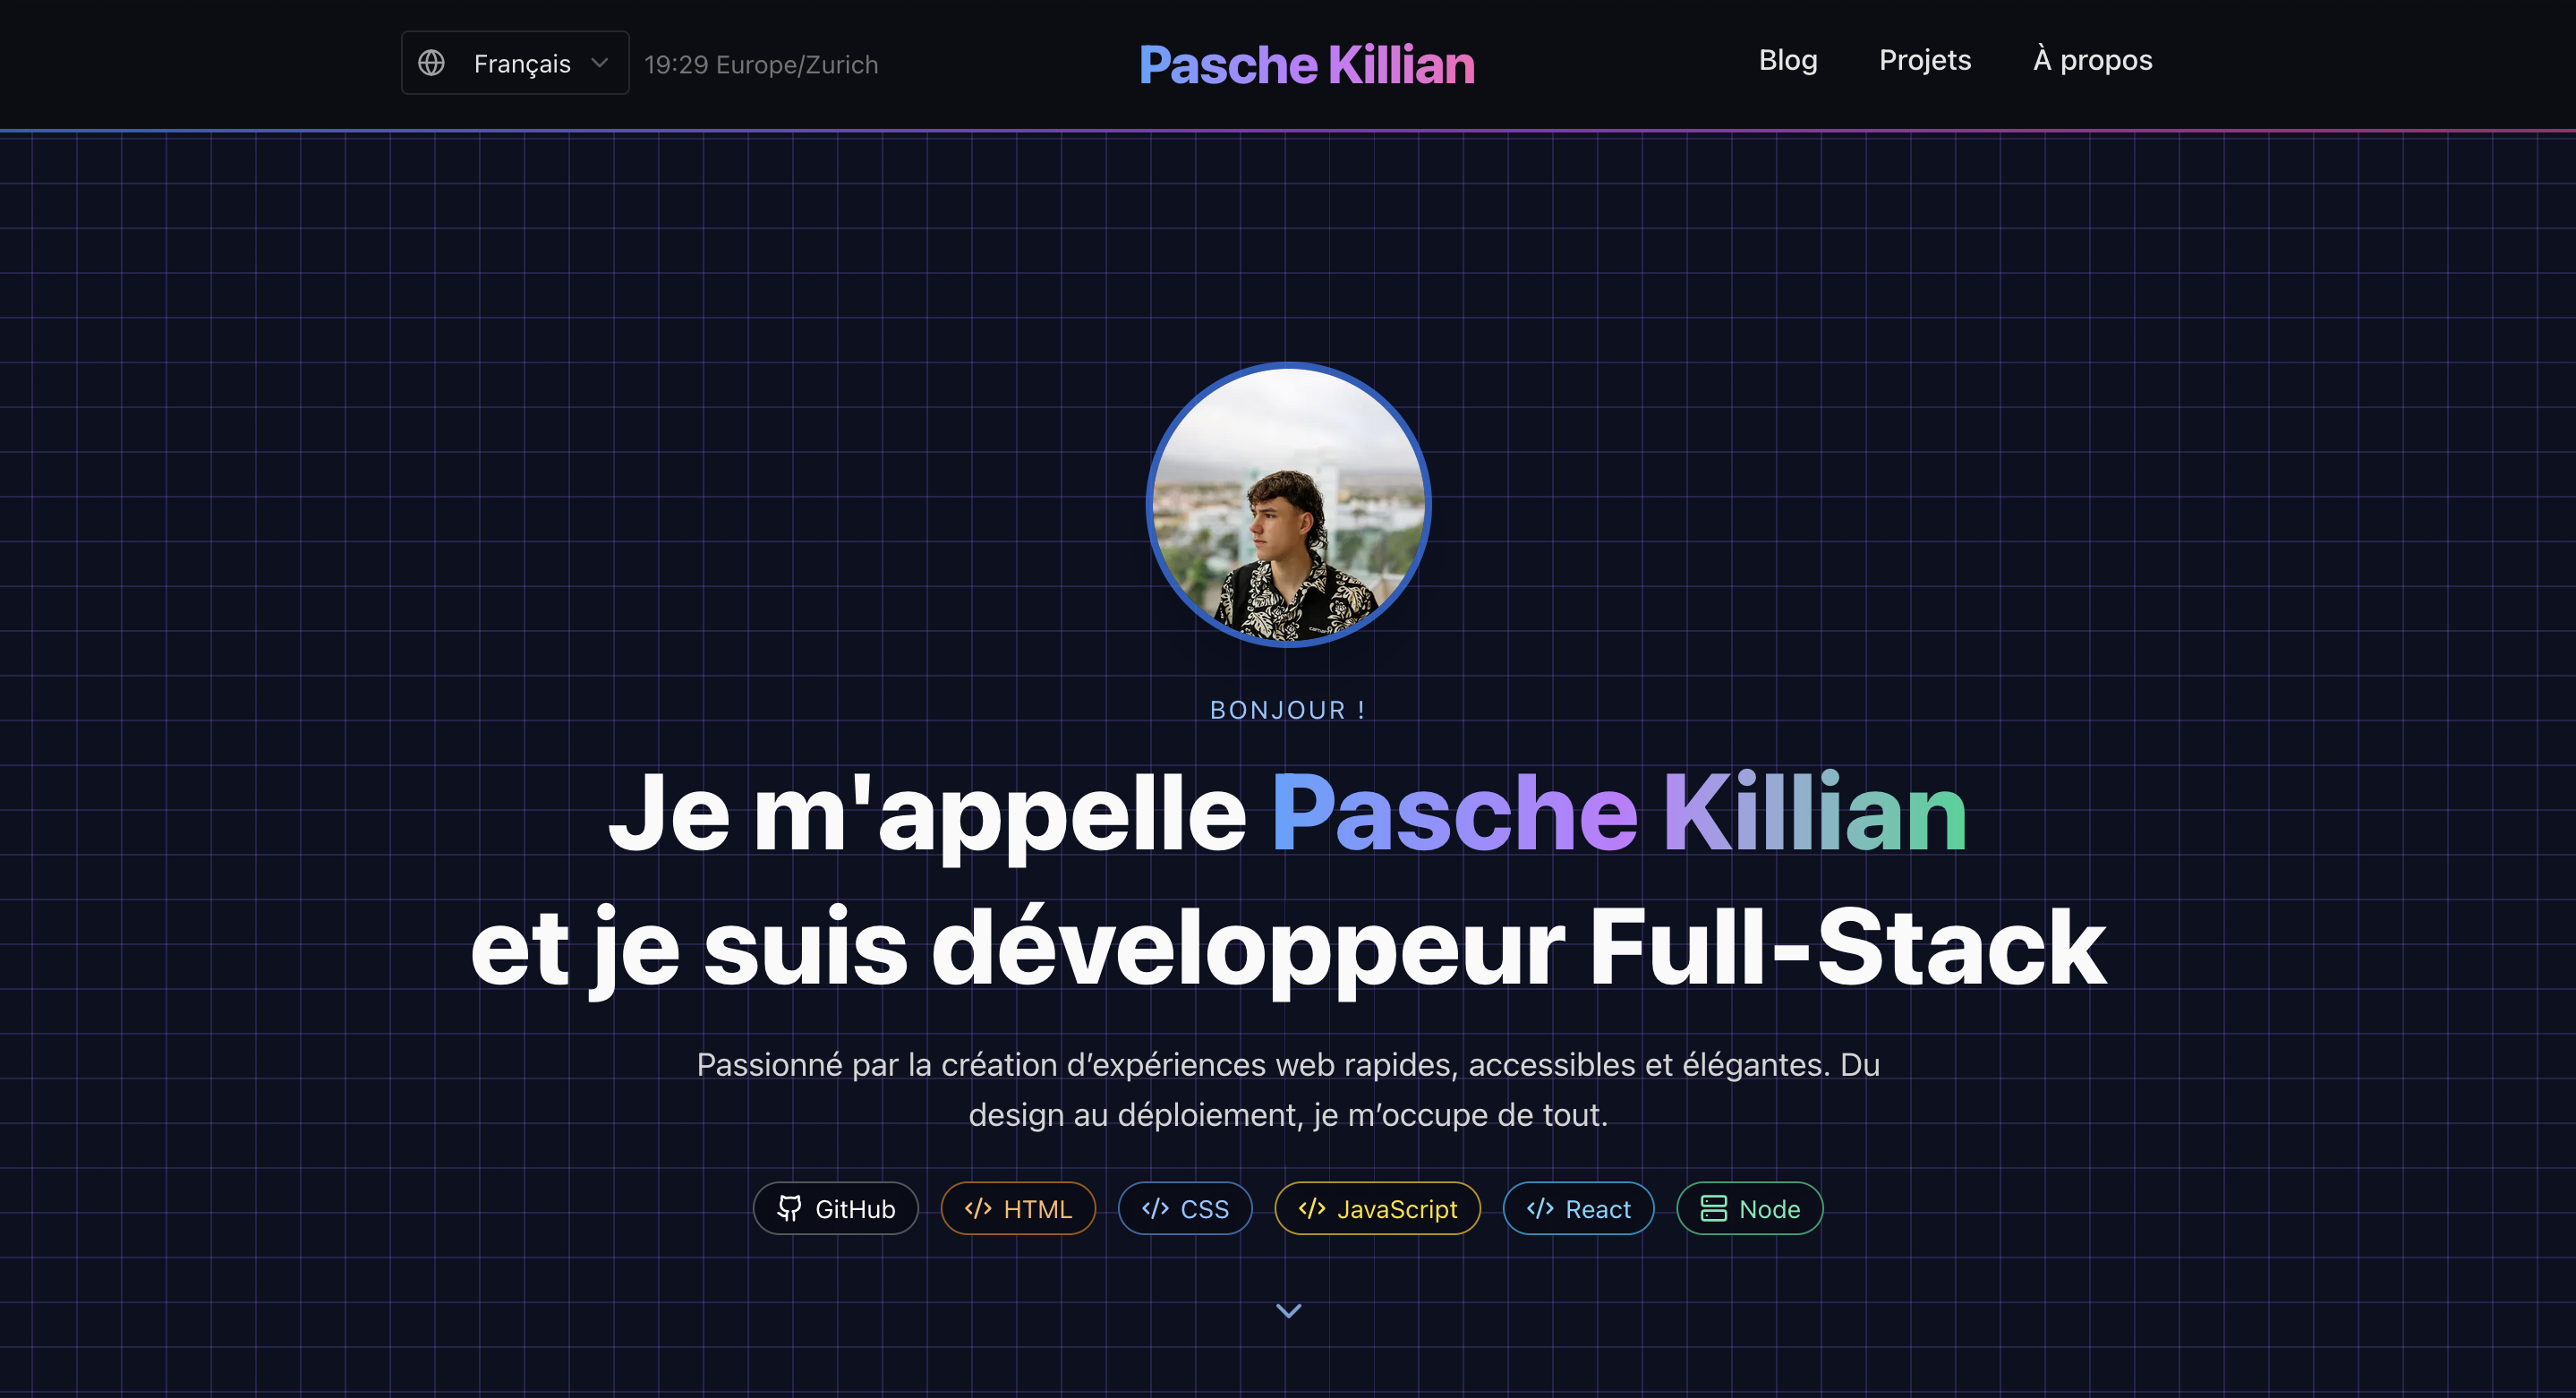 Français
19:29 Europe/Zurich
Pasche Killian
Blog
Projets
À propos
BONJOUR !
Je m'appelle Pasche Killian
et je suis développeur Full-Stack
Passionné par la création d’expériences web rapides, accessibles et élégantes. Du
design au déploiement, je m’occupe de tout.
GitHub
</> HTML
</> CSS
</> JavaScript
</> React
Node